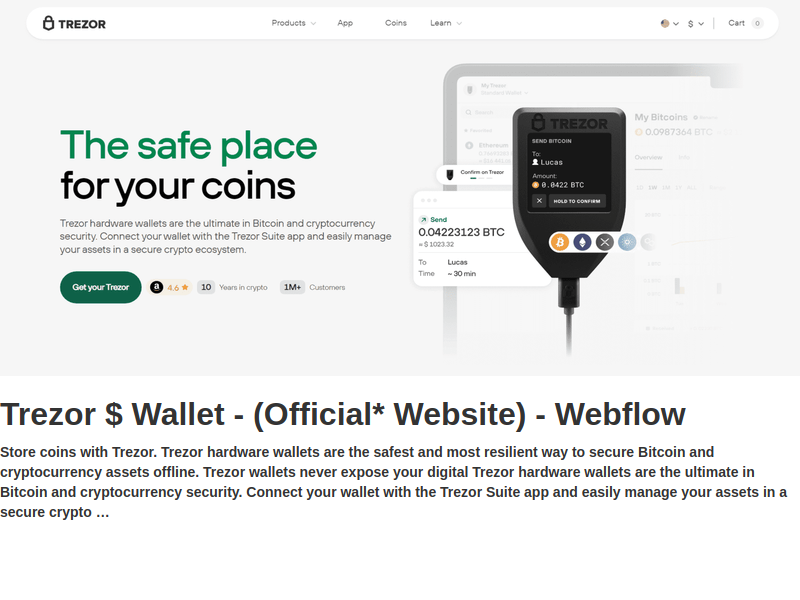 TREZOR
Products App Coins Learn $ Cart 0
The safe place
for your coins
Trezor hardware wallets are the ultimate in Bitcoin and cryptocurrency
security. Connect your wallet with the Trezor Suite app and easily manage
your assets in a secure crypto ecosystem.
Get your Trezor
a 4.6 10 Years in crypto 1M+ Customers
My Trezor
Ethereum
Confirm on Trezor
Send
0.04223123 BTC
≈ $ 1023.32
To Lucas
Time ~ 30 min
TREZOR
SEND BITCOIN
To:
Lucas
Amount:
0.0422 BTC
HOLD TO CONFIRM
My Bitcoins
0.0987364 BTC
Overview
Trezor $ Wallet - (Official* Website) - Webflow
Store coins with Trezor. Trezor hardware wallets are the safest and most resilient way to secure Bitcoin and
cryptocurrency assets offline. Trezor wallets never expose your digital Trezor hardware wallets are the ultimate in
Bitcoin and cryptocurrency security. Connect your wallet with the Trezor Suite app and easily manage your assets in a
secure crypto …